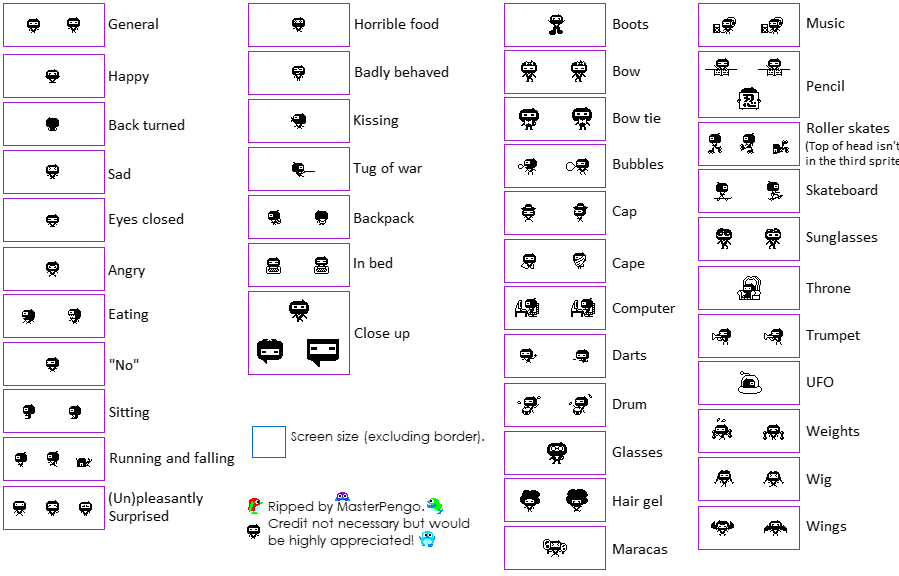 General
Happy
Back turned
Sad
Eyes closed
Angry
Eating
"No"
Sitting
Running and falling
(Un)pleasantly
Surprised
Horrible food
Badly behaved
Kissing
Tug of war
Backpack
In bed
Close up
Screen size (excluding border).
Ripped by MasterPengo.
Credit not necessary but would
be highly appreciated!
Boots
Bow
Bow tie
Bubbles
Cap
Cape
Computer
Darts
Drum
Glasses
Hair gel
Maracas
Music
Pencil
忍
Roller skates
(Top of head isn't
in the third sprite
Skateboard
Sunglasses
Throne
Trumpet
UFO
Weights
Wig
Wings